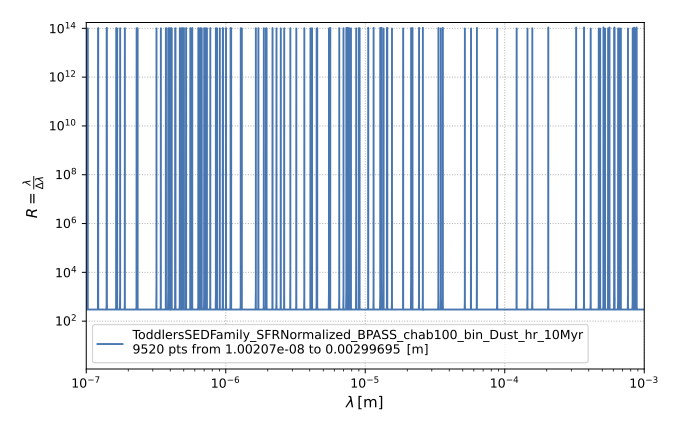 10^14
10^12
10^10
10^8
10^6
10^4
10^2
R = λ/Δλ
ToddlersSEDFamily_SFRNormalized_BPASS_chab100_bin_Dust_hr_10Myr
9520 pts from 1.00207e-08 to 0.00299695 [m]
10^-7 10^-6 10^-5 10^-4 10^-3
λ [m]